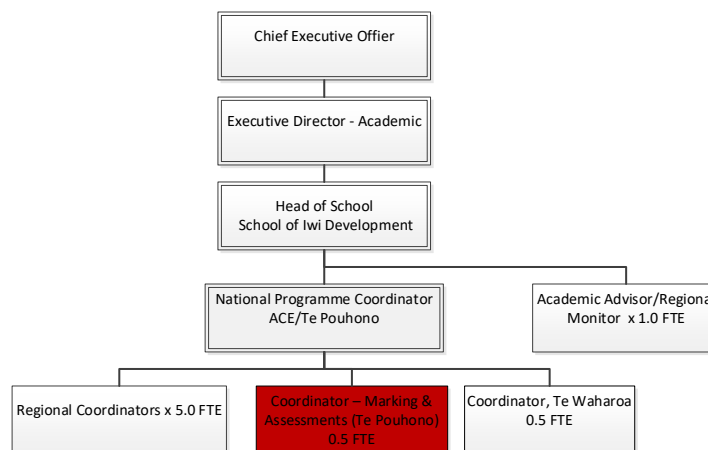 Chief Executive Offier
Executive Director - Academic
Head of School
School of Iwi Development
National Programme Coordinator
ACE/Te Pouhono
Academic Advisor/Regional
Monitor x 1.0 FTE
Regional Coordinators x 5.0 FTE
Coordinator – Marking &
Assessments (Te Pouhono)
0.5 FTE
Coordinator, Te Waharoa
0.5 FTE